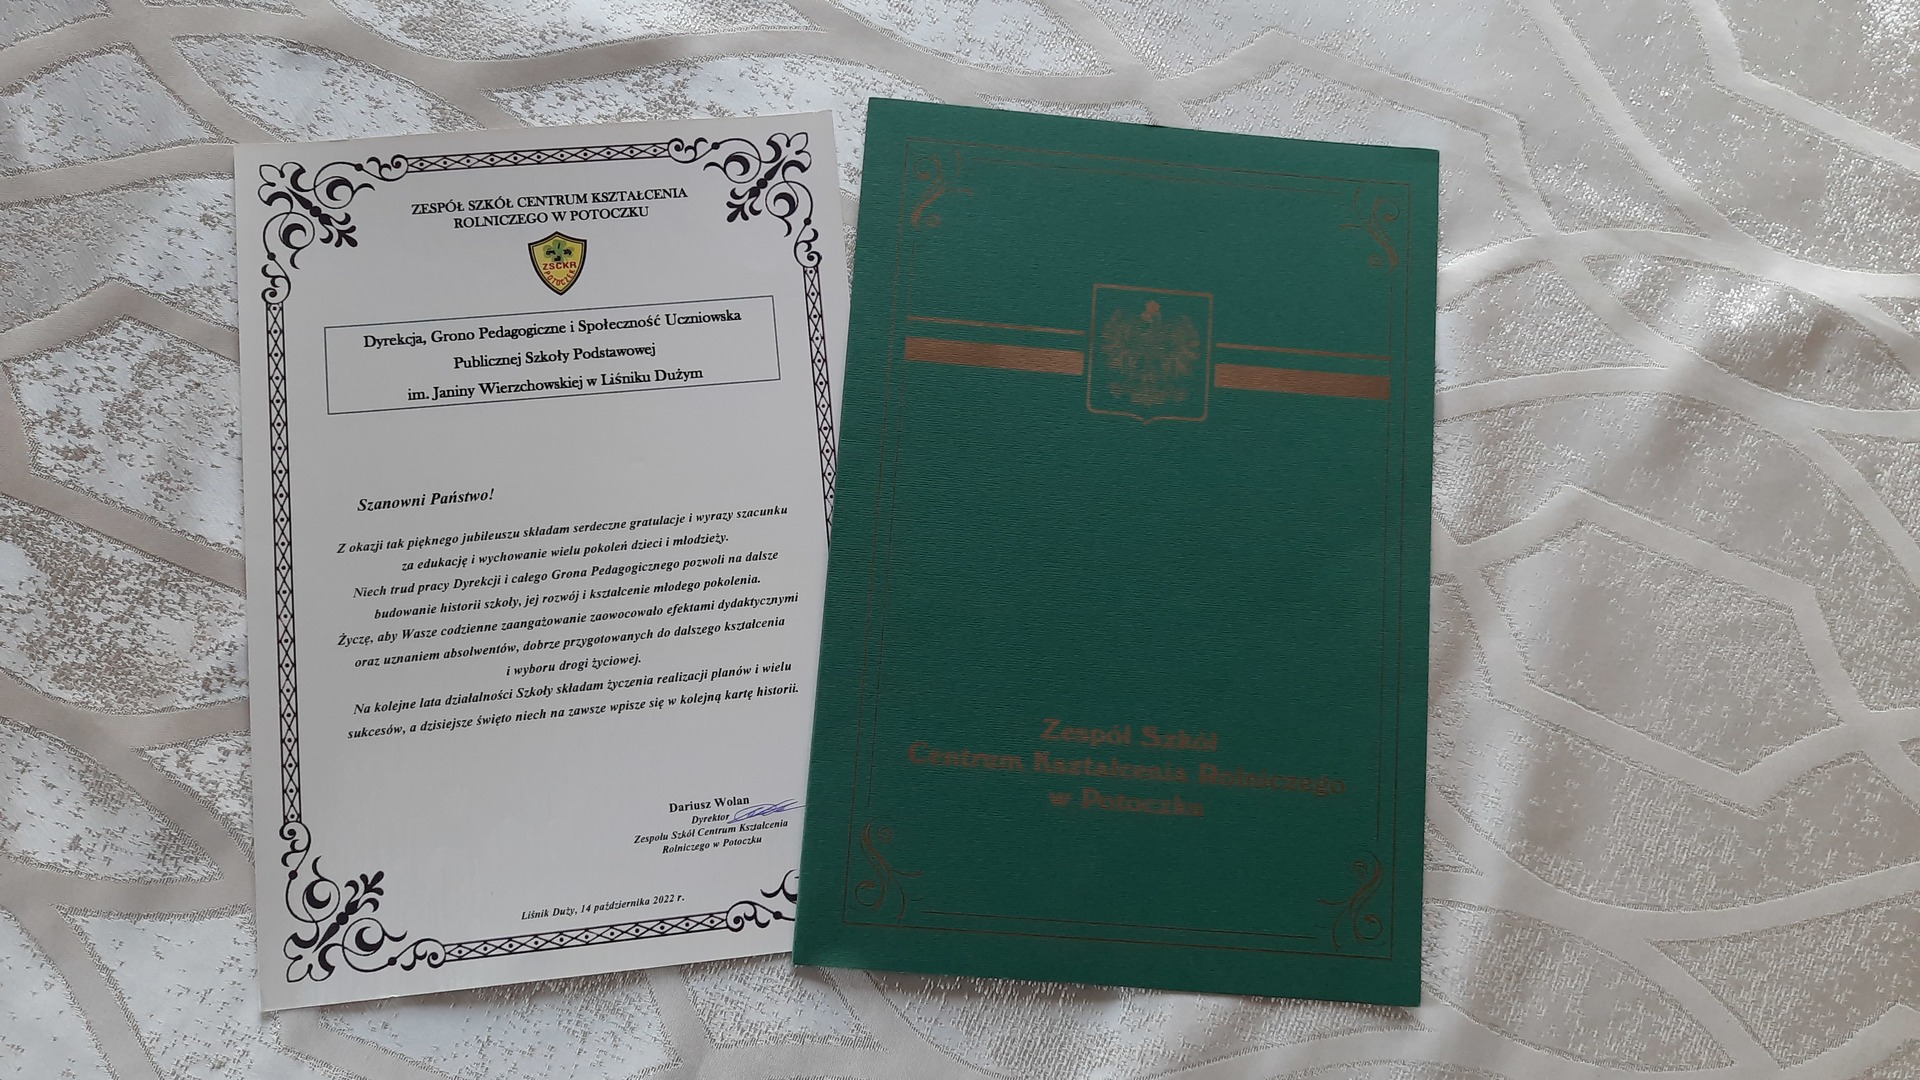 ZESPÓŁ SZKÓŁ CENTRUM KSZTAŁCENIA
ROLNICZEGO W POTOCZKU
ZSCKR
POTOCZEK
Dyrekcja, Grono Pedagogiczne i Społeczność Uczniowska
Publicznej Szkoły Podstawowej
im. Janiny Wierzchowskiej w Liśniku Dużym
Szanowni Państwo!
Z okazji tak pięknego jubileuszu składam serdeczne gratulacje i wyrazy szacunku
za edukację i wychowanie wielu pokoleń dzieci i młodzieży.
Niech trud pracy Dyrekcji i całego Grona Pedagogicznego pozwoli na dalsze
budowanie historii szkoły, jej rozwój i kształcenie młodego pokolenia.
Życzę, aby Wasze codzienne zaangażowanie zaowocowało efektami dydaktycznymi
oraz uznaniem absolwentów, dobrze przygotowanych do dalszego kształcenia
i wyboru drogi życiowej.
Na kolejne lata działalności Szkoły składam życzenia realizacji planów i wielu
sukcesów, a dzisiejsze święto niech na zawsze wpisze się w kolejną kartę historii.
Dariusz Wolan
Dyrektor
Zespołu Szkół Centrum Kształcenia
Rolniczego w Potoczku
Liśnik Duży, 14 października 2022 r.
Zespół Szkół
Centrum Kształcenia Rolniczego
w Potoczku